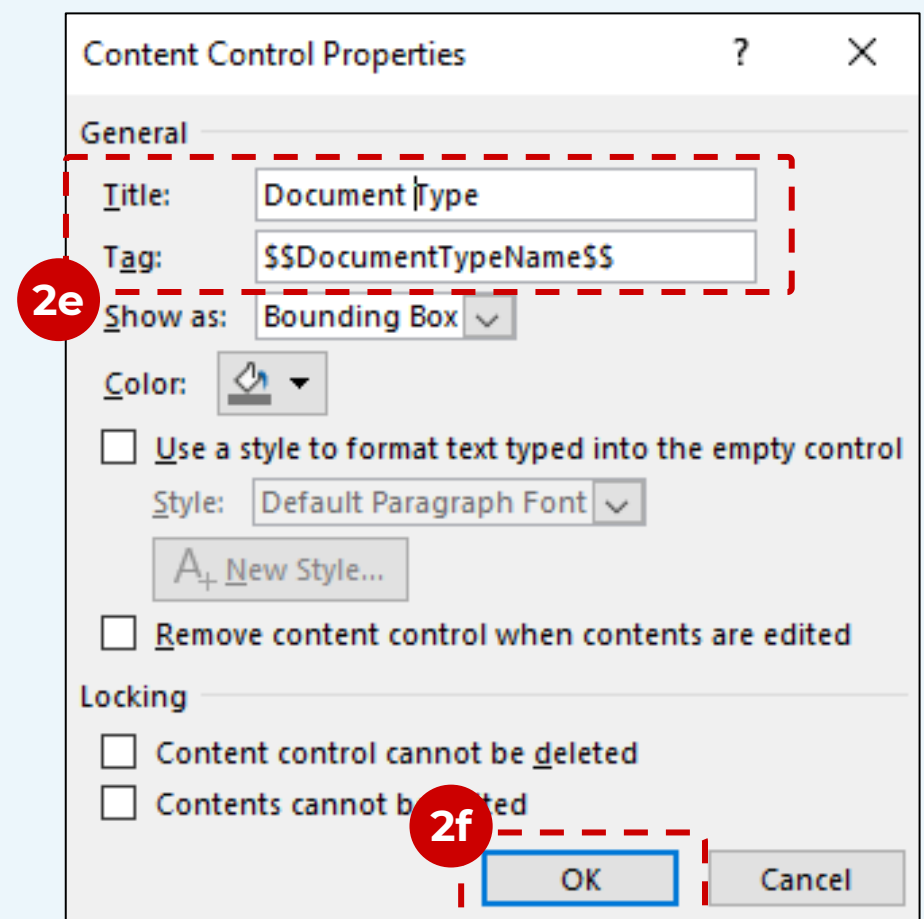 Content Control Properties ? ×
General
Title: Document Type
Tag: $$DocumentTypeName$$
2e
Show as: Bounding Box
Color:
Use a style to format text typed into the empty control
Style: Default Paragraph Font
A+ New Style...
Remove content control when contents are edited
Locking
Content control cannot be deleted
Contents cannot b ted
2f
OK Cancel